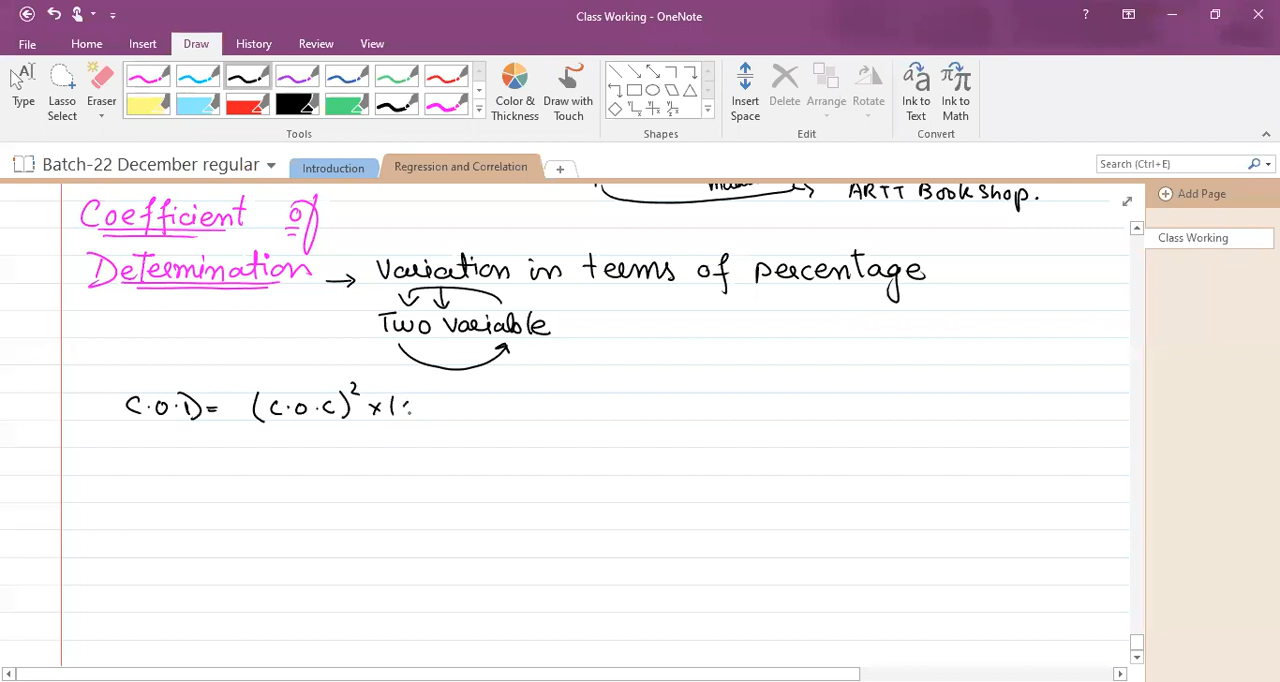 Class Working - OneNote
File Home Insert Draw History Review View
Type Lasso Select Eraser Color & Thickness Draw with Touch Insert Space Delete Arrange Rotate Ink to Text Ink to Math
Tools Shapes Edit Convert
Batch-22 December regular Introduction Regression and Correlation Search (Ctrl+E)
ARTT Bookshop.
Add Page
Class Working
Coefficient of
Determination → Variation in terms of percentage
Two variable
C.O.D = (C.O.C)² × 1